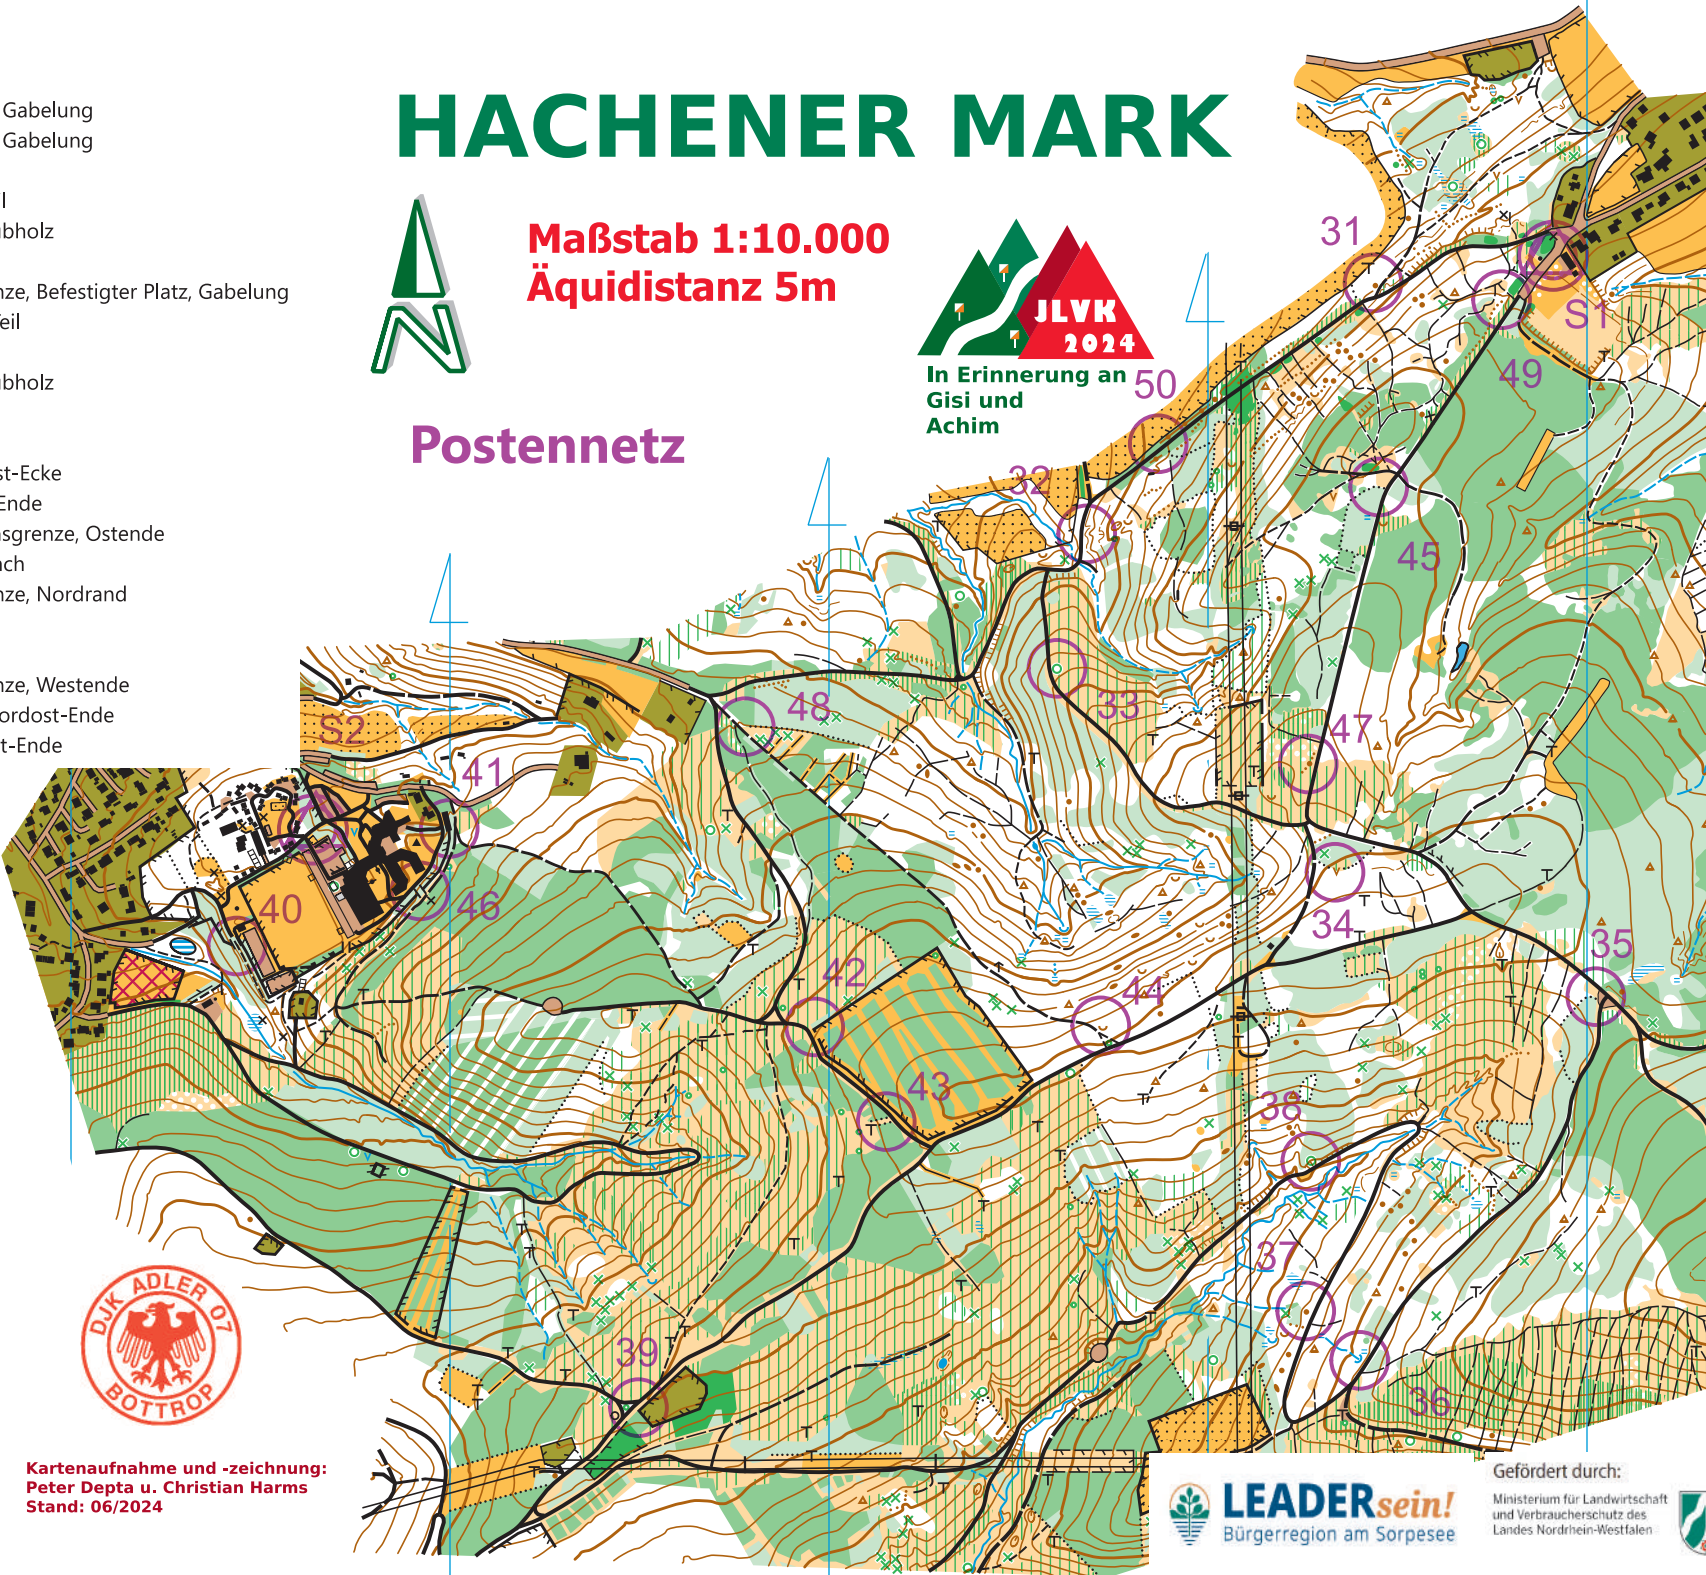 Gabelung
Gabelung
l
bholz
nze, Befestigter Platz, Gabelung
eil
bholz
st-Ecke
Ende
nsgrenze, Ostende
nch
nze, Nordrand
nze, Westende
ordost-Ende
t-Ende
HACHENER MARK
N
Maßstab 1:10.000
Äquidistanz 5m
JLVK
2024
In Erinnerung an
Gisi und
Achim
Postennetz
31
S1
49
50
32
45
33
48
47
S2
41
40
46
34
35
42
44
43
38
37
39
36
DJK ADLER 07
BOTTROP
Kartenaufnahme und -zeichnung:
Peter Depta u. Christian Harms
Stand: 06/2024
LEADER sein!
Bürgerregion am Sorpesee
Gefördert durch:
Ministerium für Landwirtschaft
und Verbraucherschutz des
Landes Nordrhein-Westfalen